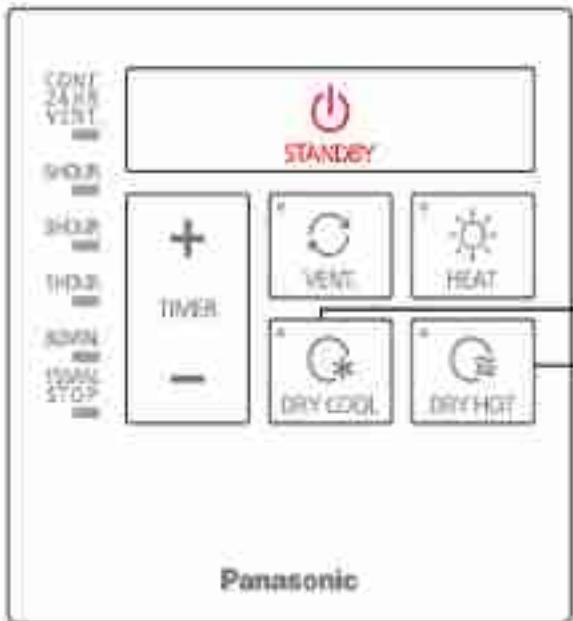 CONT
24HR
VENT.
STANDBY
6HOUR
3HOUR
1HOUR
30MIN.
15MIN.
STOP
+
TIMER
−
VENT.
HEAT
DRY COOL
DRY HOT
Panasonic